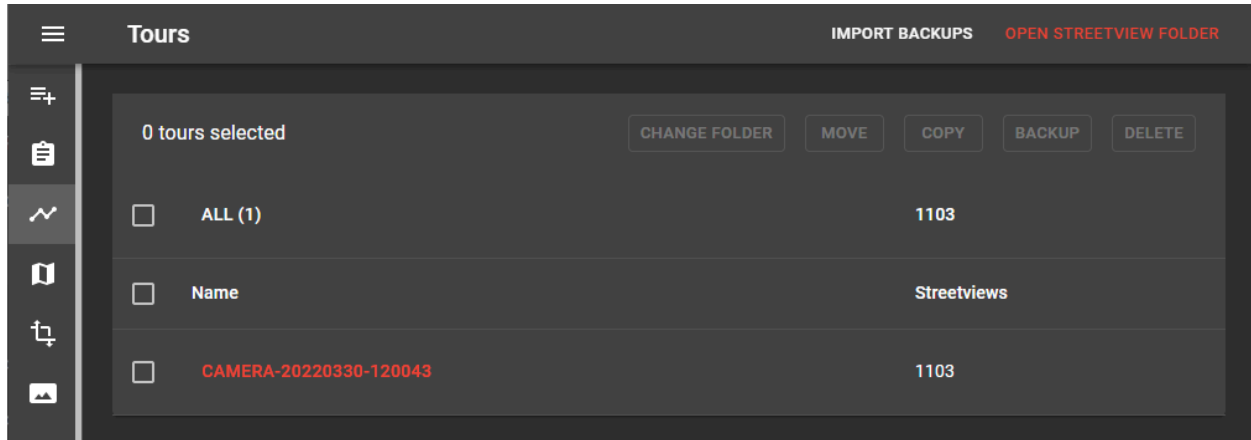 Tours IMPORT BACKUPS OPEN STREETVIEW FOLDER
0 tours selected CHANGE FOLDER MOVE COPY BACKUP DELETE
ALL (1) 1103
Name Streetviews
CAMERA-20220330-120043 1103